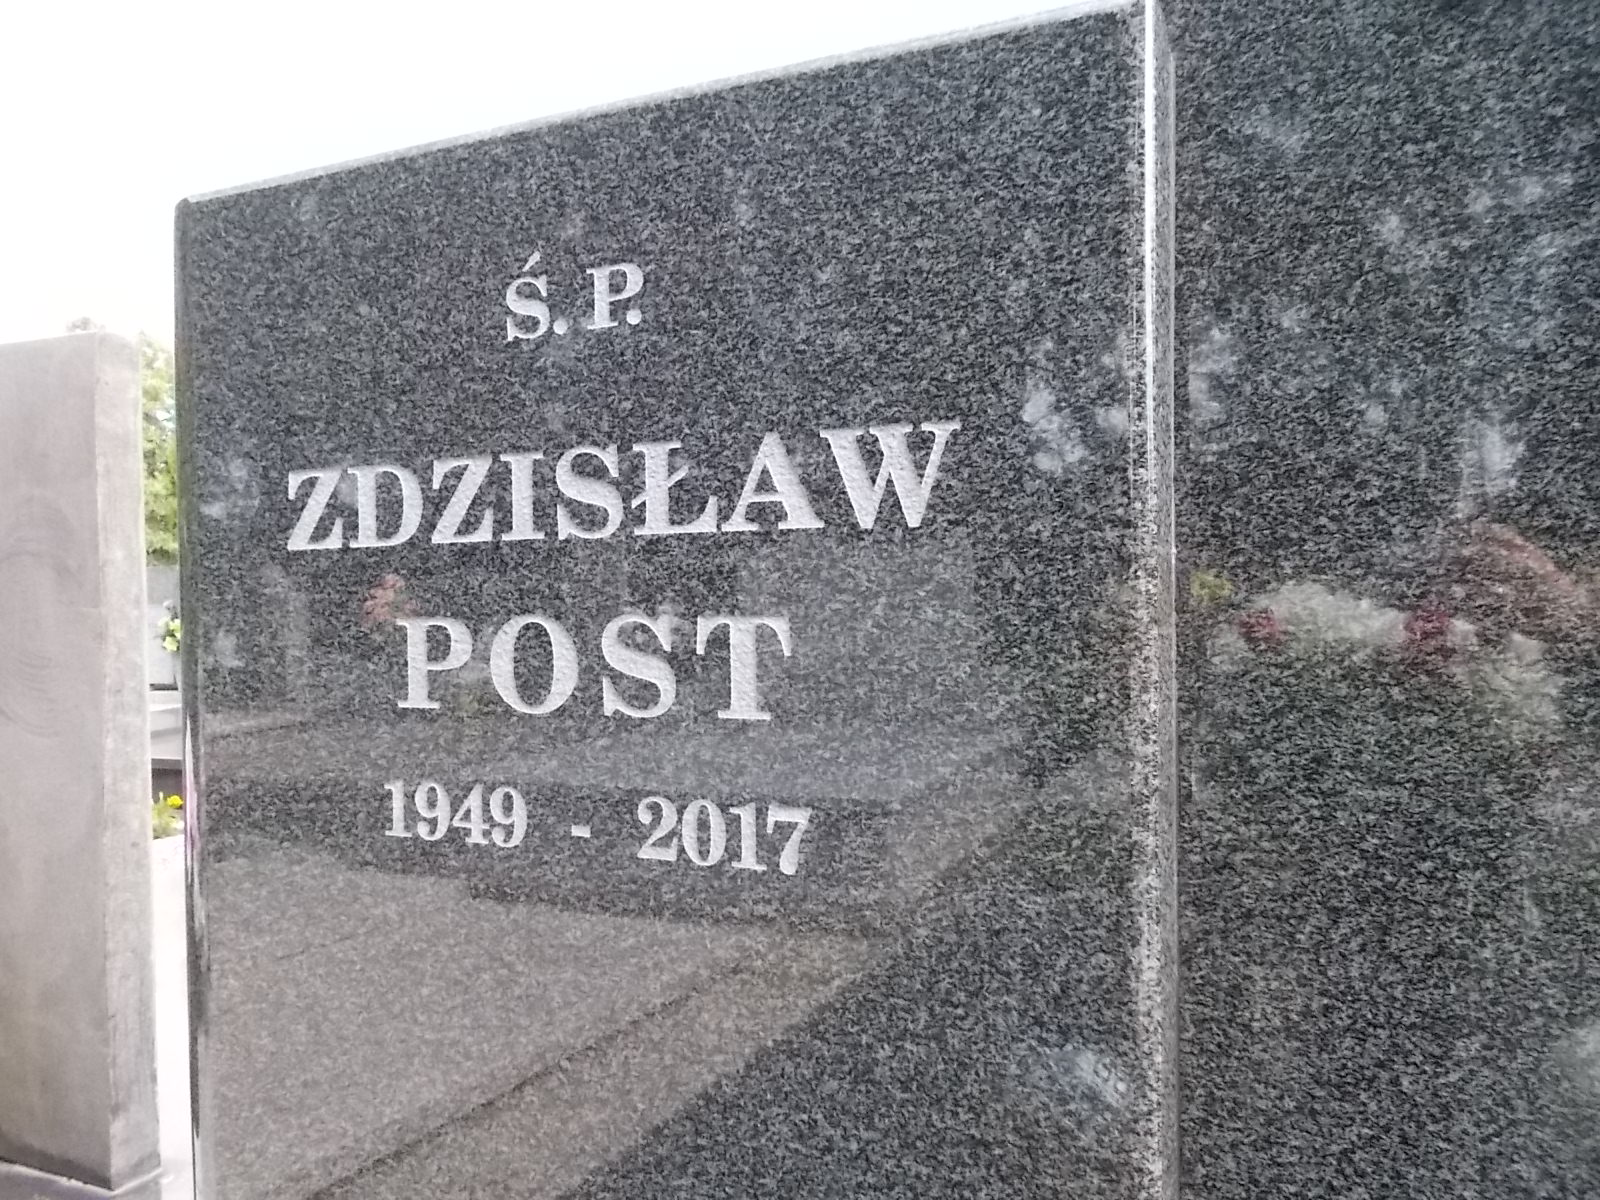 Ś. P.
ZDZISŁAW
POST
1949 - 2017